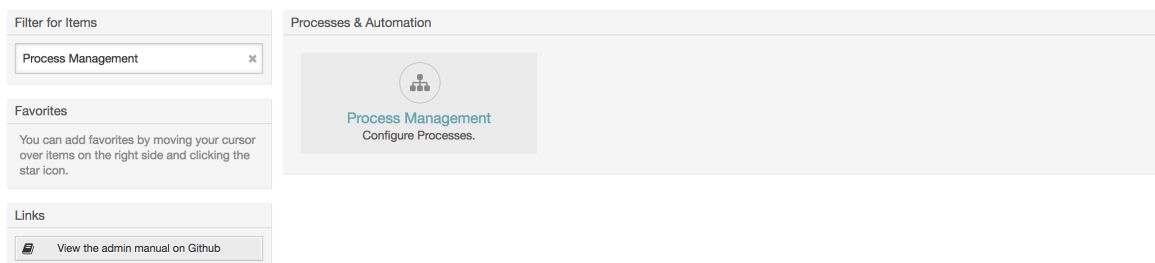 Filter for Items
Process Management
Favorites
You can add favorites by moving your cursor
over items on the right side and clicking the
star icon.
Links
View the admin manual on Github
Processes & Automation
Process Management
Configure Processes.